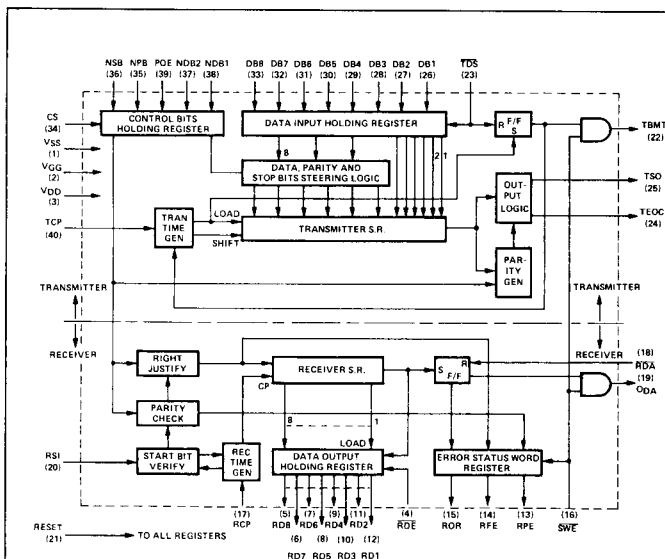 NSB NPB POE NDB2 NDB1 DB8 DB7 DB6 DB5 DB4 DB3 DB2 DB1 TDS
(36) (35) (39) (37) (38) (33) (32) (31) (30) (29) (28) (27) (26) (23)
CS
(34)
CONTROL BITS
HOLDING REGISTER
DATA INPUT HOLDING REGISTER
R F/F
S
TBMT
(22)
VSS
(1)
VGG
(2)
VDD
(3)
8
2 1
DATA, PARITY AND
STOP BITS STEERING LOGIC
TSO
(25)
TEOC
(24)
OUT-
PUT
LOGIC
TCP
(40)
TRAN
TIME
GEN
LOAD
SHIFT
TRANSMITTER S.R.
PAR-
ITY
GEN
TRANSMITTER
TRANSMITTER
RECEIVER
RECEIVER
(18)
RDA
(19)
ODA
RIGHT
JUSTIFY
CP
RECEIVER S.R.
S R
F/F
PARITY
CHECK
8 1
LOAD
RSI
(20)
START BIT
VERIFY
REC
TIME
GEN
DATA OUTPUT
HOLDING REGISTER
ERROR STATUS WORD
REGISTER
(17)
RCP
(5) (7) (9) (11)
RD8 RD6 RD4 RD2
(6) (8) (10) (12)
RD7 RD5 RD3 RD1
(4)
RDE
(15) (14) (13)
ROR RFE RPE
(16)
SWE
RESET
(21)
TO ALL REGISTERS